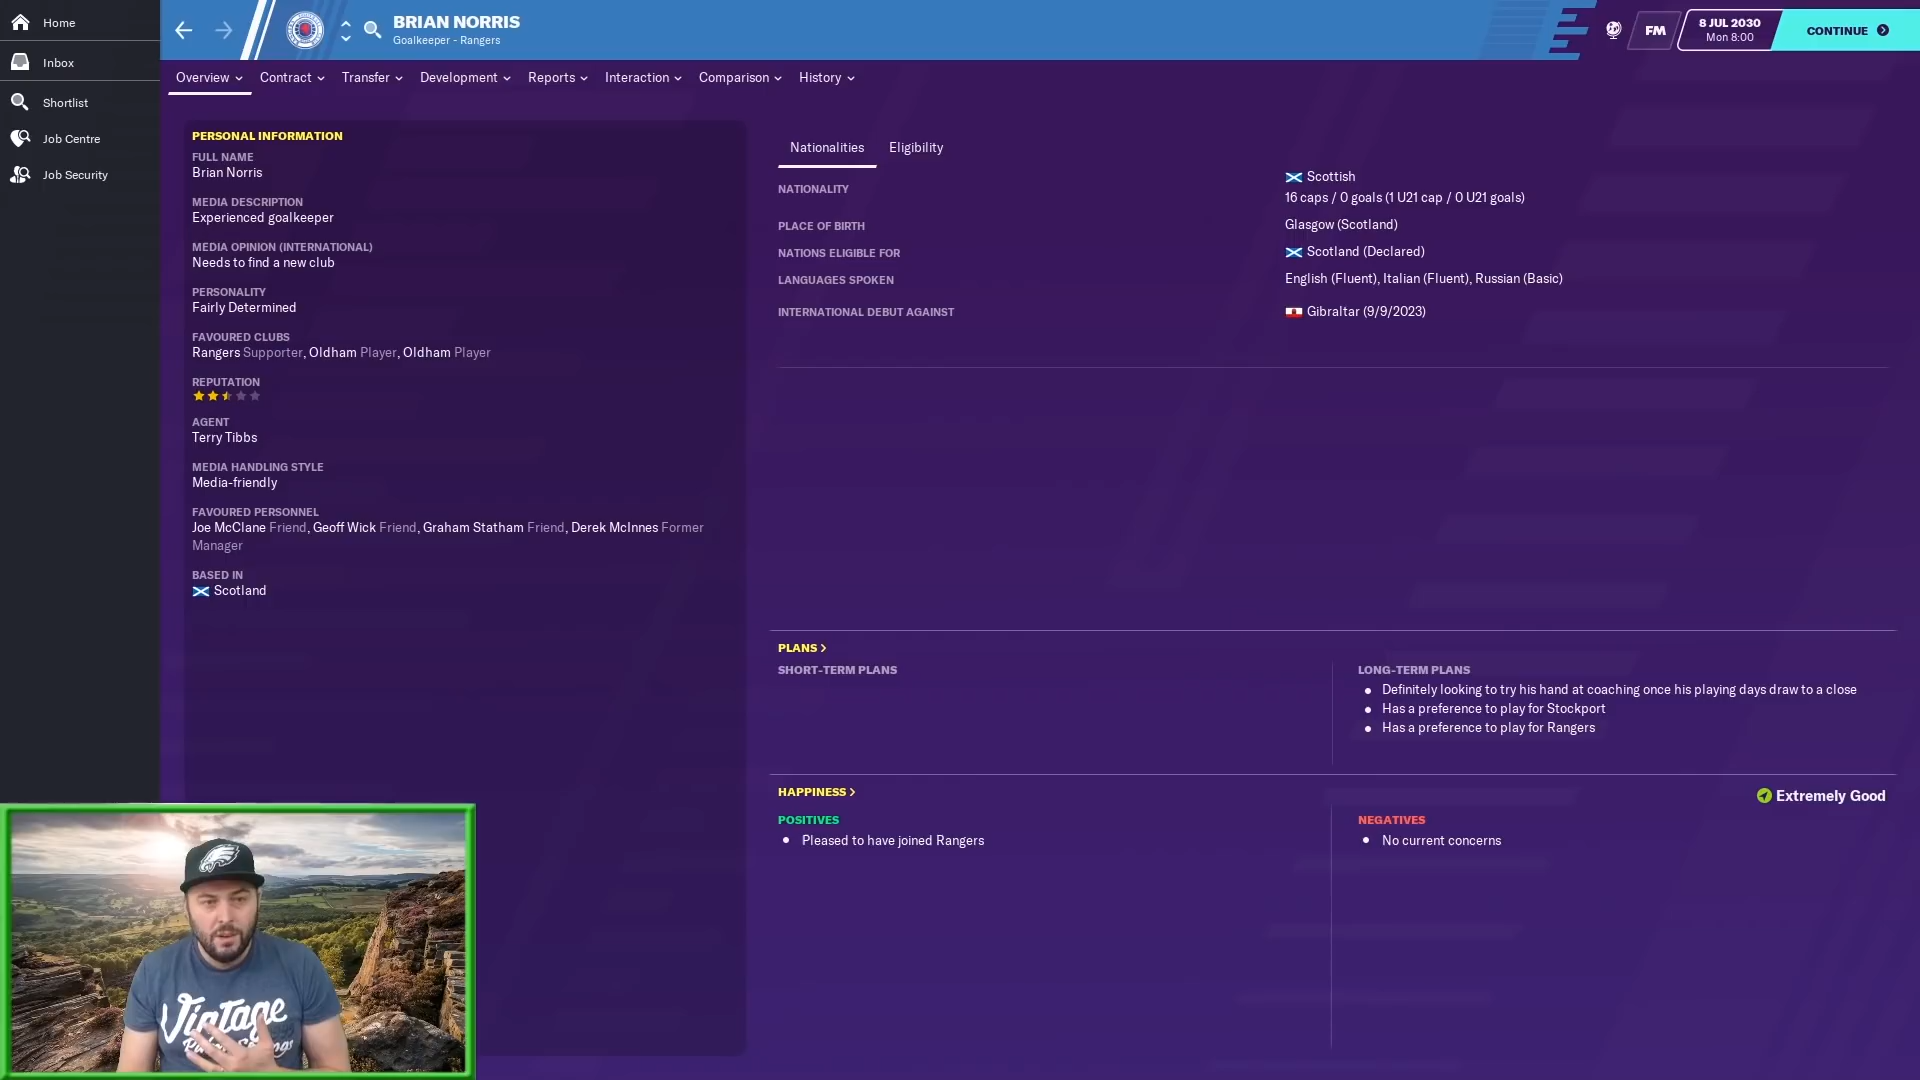 Home
Inbox
Shortlist
Job Centre
Job Security
BRIAN NORRIS
Goalkeeper - Rangers
FM
8 JUL 2030
Mon 8:00
CONTINUE
Overview Contract Transfer Development Reports Interaction Comparison History
PERSONAL INFORMATION
FULL NAME
Brian Norris
MEDIA DESCRIPTION
Experienced goalkeeper
MEDIA OPINION (INTERNATIONAL)
Needs to find a new club
PERSONALITY
Fairly Determined
FAVOURED CLUBS
Rangers Supporter, Oldham Player, Oldham Player
REPUTATION
AGENT
Terry Tibbs
MEDIA HANDLING STYLE
Media-friendly
FAVOURED PERSONNEL
Joe McClane Friend, Geoff Wick Friend, Graham Statham Friend, Derek McInnes Former
Manager
BASED IN
Scotland
Nationalities Eligibility
NATIONALITY
Scottish
16 caps / 0 goals (1 U21 cap / 0 U21 goals)
PLACE OF BIRTH
Glasgow (Scotland)
NATIONS ELIGIBLE FOR
Scotland (Declared)
LANGUAGES SPOKEN
English (Fluent), Italian (Fluent), Russian (Basic)
INTERNATIONAL DEBUT AGAINST
Gibraltar (9/9/2023)
PLANS >
SHORT-TERM PLANS
LONG-TERM PLANS
Definitely looking to try his hand at coaching once his playing days draw to a close
Has a preference to play for Stockport
Has a preference to play for Rangers
HAPPINESS >
Extremely Good
POSITIVES
Pleased to have joined Rangers
NEGATIVES
No current concerns
Vintage